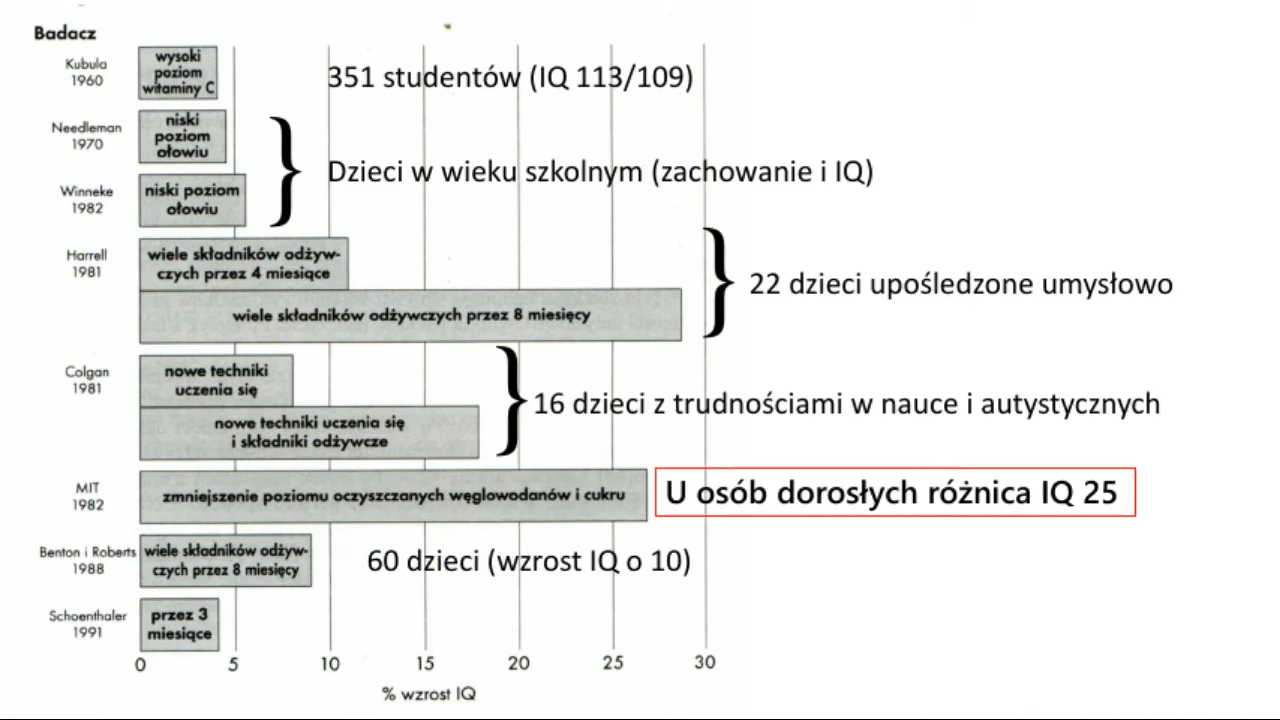 Badacz
Kubula
1960
wysoki
poziom
witaminy C
351 studentów (IQ 113/109)
Needleman
1970
niski
poziom
ołowiu
Winneke
1982
niski poziom
ołowiu
Dzieci w wieku szkolnym (zachowanie i IQ)
Harrell
1981
wiele składników odżyw-
czych przez 4 miesiące
wiele składników odżywczych przez 8 miesięcy
22 dzieci upośledzone umysłowo
Colgan
1981
nowe techniki
uczenia się
nowe techniki uczenia się
i składniki odżywcze
16 dzieci z trudnościami w nauce i autystycznych
MIT
1982
zmniejszenie poziomu oczyszczanych węglowodanów i cukru
U osób dorosłych różnica IQ 25
Benton i Roberts
1988
wiele składników odżyw-
czych przez 8 miesięcy
60 dzieci (wzrost IQ o 10)
Schoenthaler
1991
przez 3
miesiące
0 5 10 15 20 25 30
% wzrost IQ